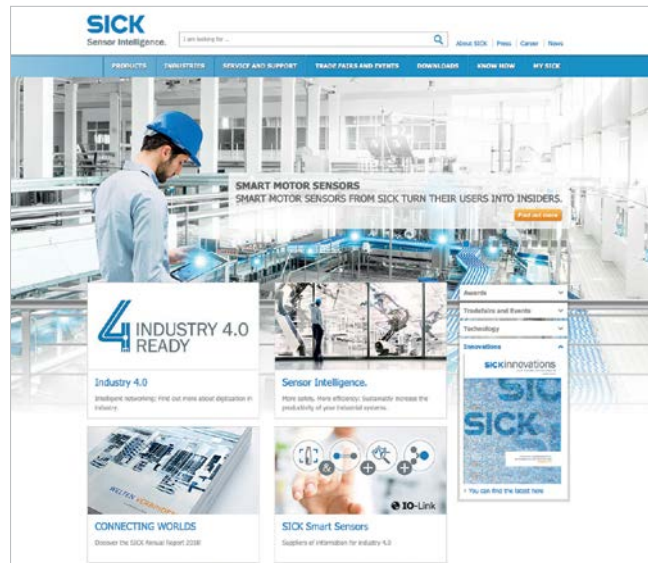 SICK
Sensor Intelligence.
I am looking for ...
About SICK | Press | Career | News
PRODUCTS INDUSTRIES SERVICE AND SUPPORT TRADE FAIRS AND EVENTS DOWNLOADS KNOW HOW MY SICK
SMART MOTOR SENSORS
SMART MOTOR SENSORS FROM SICK TURN THEIR USERS INTO INSIDERS.
Find out more
4 INDUSTRY 4.0
READY
Industry 4.0
Intelligent networking: Find out more about digitization in
industry.
Sensor Intelligence.
More safety. More efficiency: Sustainably increase the
productivity of your industrial systems.
Awards
Tradefairs and Events
Technology
Innovations
SICKinnovations
SIC
SICK
› You can find the latest here
WELTEN
CONNECTING WORLDS
Discover the SICK Annual Report 2016!
& + +
IO-Link
SICK Smart Sensors
Suppliers of information for Industry 4.0